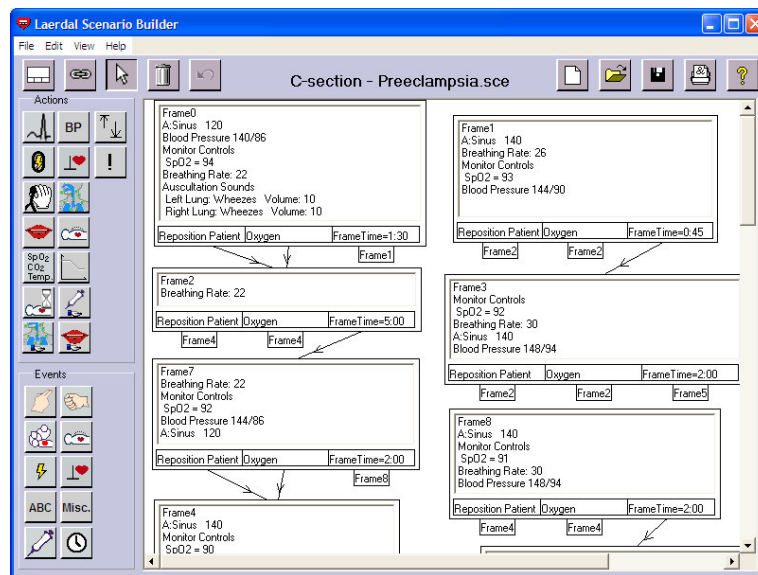 Laerdal Scenario Builder
File Edit View Help
C-section - Preeclampsia.sce
Actions
BP
!
SpO2
CO2
Temp.
Events
ABC
Misc.
Frame0
A:Sinus 120
Blood Pressure 140/86
Monitor Controls
SpO2 = 94
Breathing Rate: 22
Auscultation Sounds
Left Lung: Wheezes Volume: 10
Right Lung: Wheezes Volume: 10
Reposition Patient Oxygen FrameTime=1:30
Frame1
Frame2
Breathing Rate: 22
Reposition Patient Oxygen FrameTime=5:00
Frame4 Frame4
Frame7
Breathing Rate: 22
Monitor Controls
SpO2 = 92
Blood Pressure 144/86
A:Sinus 120
Reposition Patient Oxygen FrameTime=2:00
Frame8
Frame4
A:Sinus 140
Monitor Controls
SpO2 = 90
Frame1
A:Sinus 140
Breathing Rate: 26
Monitor Controls
SpO2 = 93
Blood Pressure 144/90
Reposition Patient Oxygen FrameTime=0:45
Frame2 Frame2
Frame3
Monitor Controls
SpO2 = 92
Breathing Rate: 30
A:Sinus 140
Blood Pressure 148/94
Reposition Patient Oxygen FrameTime=2:00
Frame2 Frame2 Frame5
Frame8
A:Sinus 140
Monitor Controls
SpO2 = 91
Breathing Rate: 30
Blood Pressure 148/94
Reposition Patient Oxygen FrameTime=2:00
Frame4 Frame4